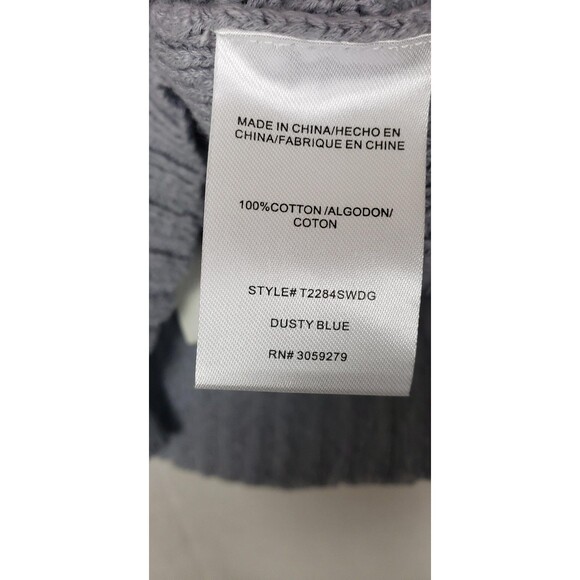 MADE IN CHINA/HECHO EN
CHINA/FABRIQUE EN CHINE
100%COTTON /ALGODON/
COTON
STYLE# T2284SWDG
DUSTY BLUE
RN# 3059279